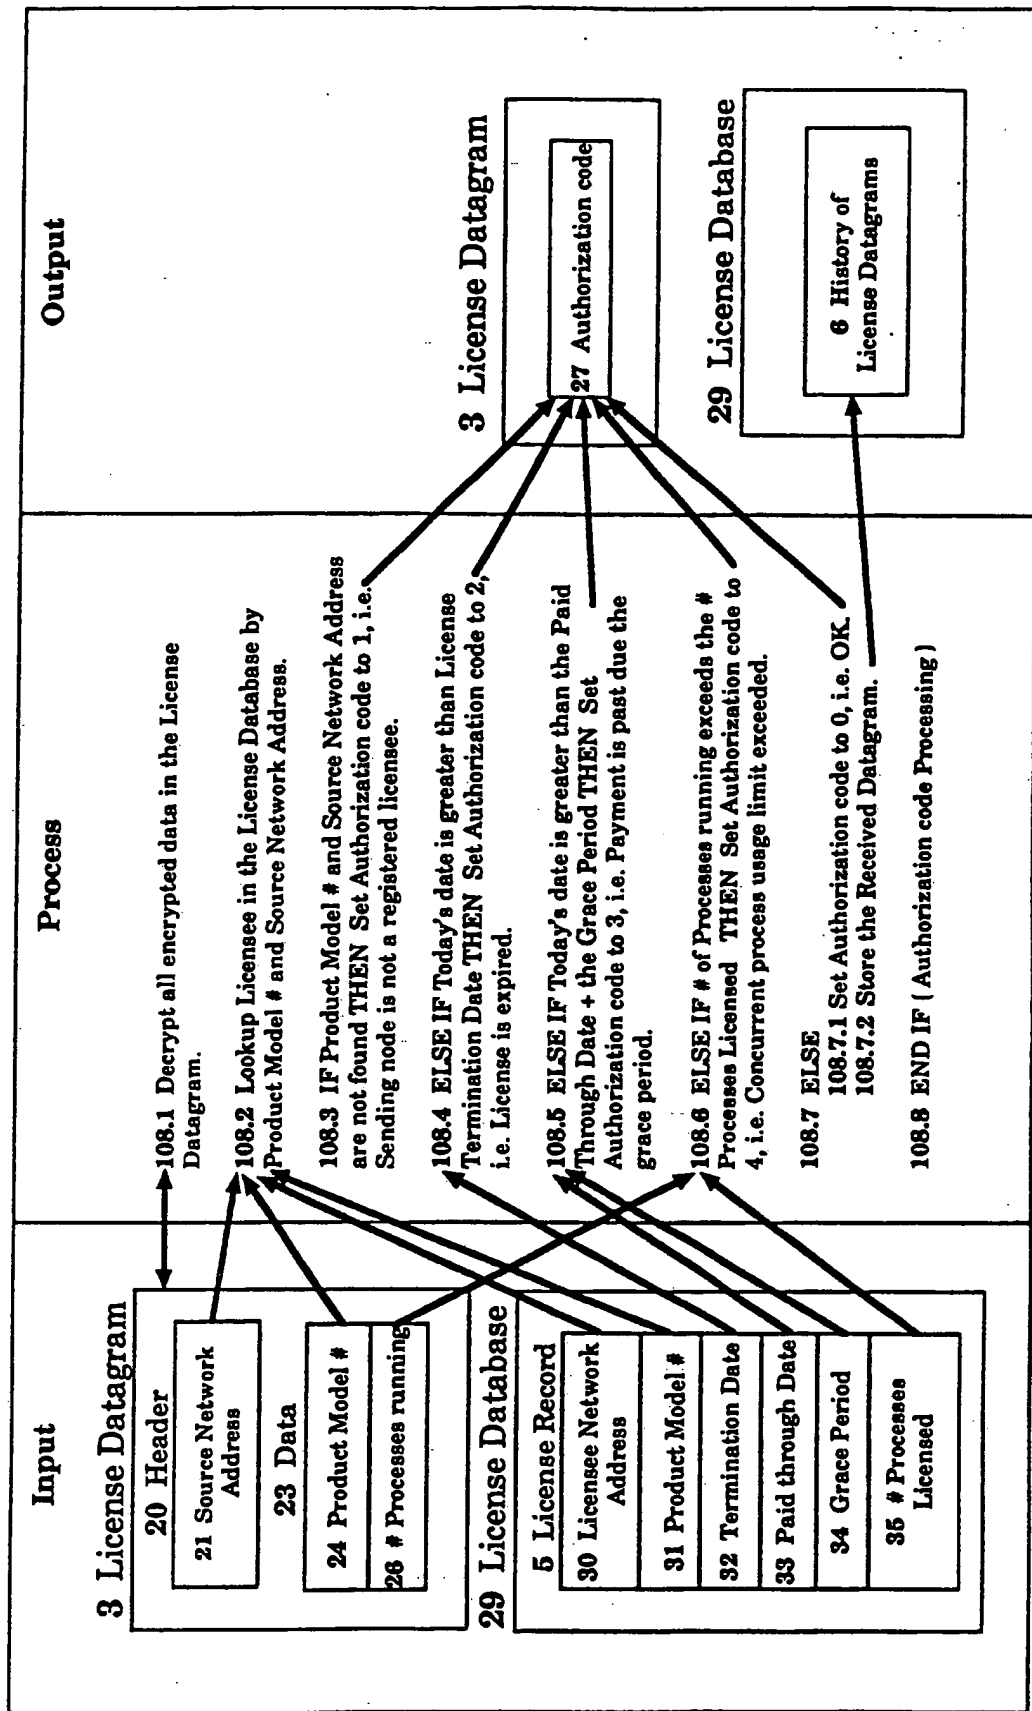 Input
3 License Datagram
20 Header
21 Source Network
Address
23 Data
24 Product Model #
26 # Processes running
29 License Database
5 License Record
30 Licensee Network
Address
31 Product Model #
32 Termination Date
33 Paid through Date
34 Grace Period
35 # Processes
Licensed
Process
108.1 Decrypt all encrypted data in the License
Datagram.
108.2 Lookup Licensee in the License Database by
Product Model # and Source Network Address.
108.3 IF Product Model # and Source Network Address
are not found THEN Set Authorization code to 1, i.e.
Sending node is not a registered licensee.
108.4 ELSE IF Today's date is greater than License
Termination Date THEN Set Authorization code to 2,
i.e. License is expired.
108.5 ELSE IF Today's date is greater than the Paid
Through Date + the Grace Period THEN Set
Authorization code to 3, i.e. Payment is past due the
grace period.
108.6 ELSE IF # of Processes running exceeds the #
Processes Licensed THEN Set Authorization code to
4, i.e. Concurrent process usage limit exceeded.
108.7 ELSE
108.7.1 Set Authorization code to 0, i.e. OK.
108.7.2 Store the Received Datagram.
108.8 END IF ( Authorization code Processing )
Output
3 License Datagram
27 Authorization code
29 License Database
6 History of
License Datagrams